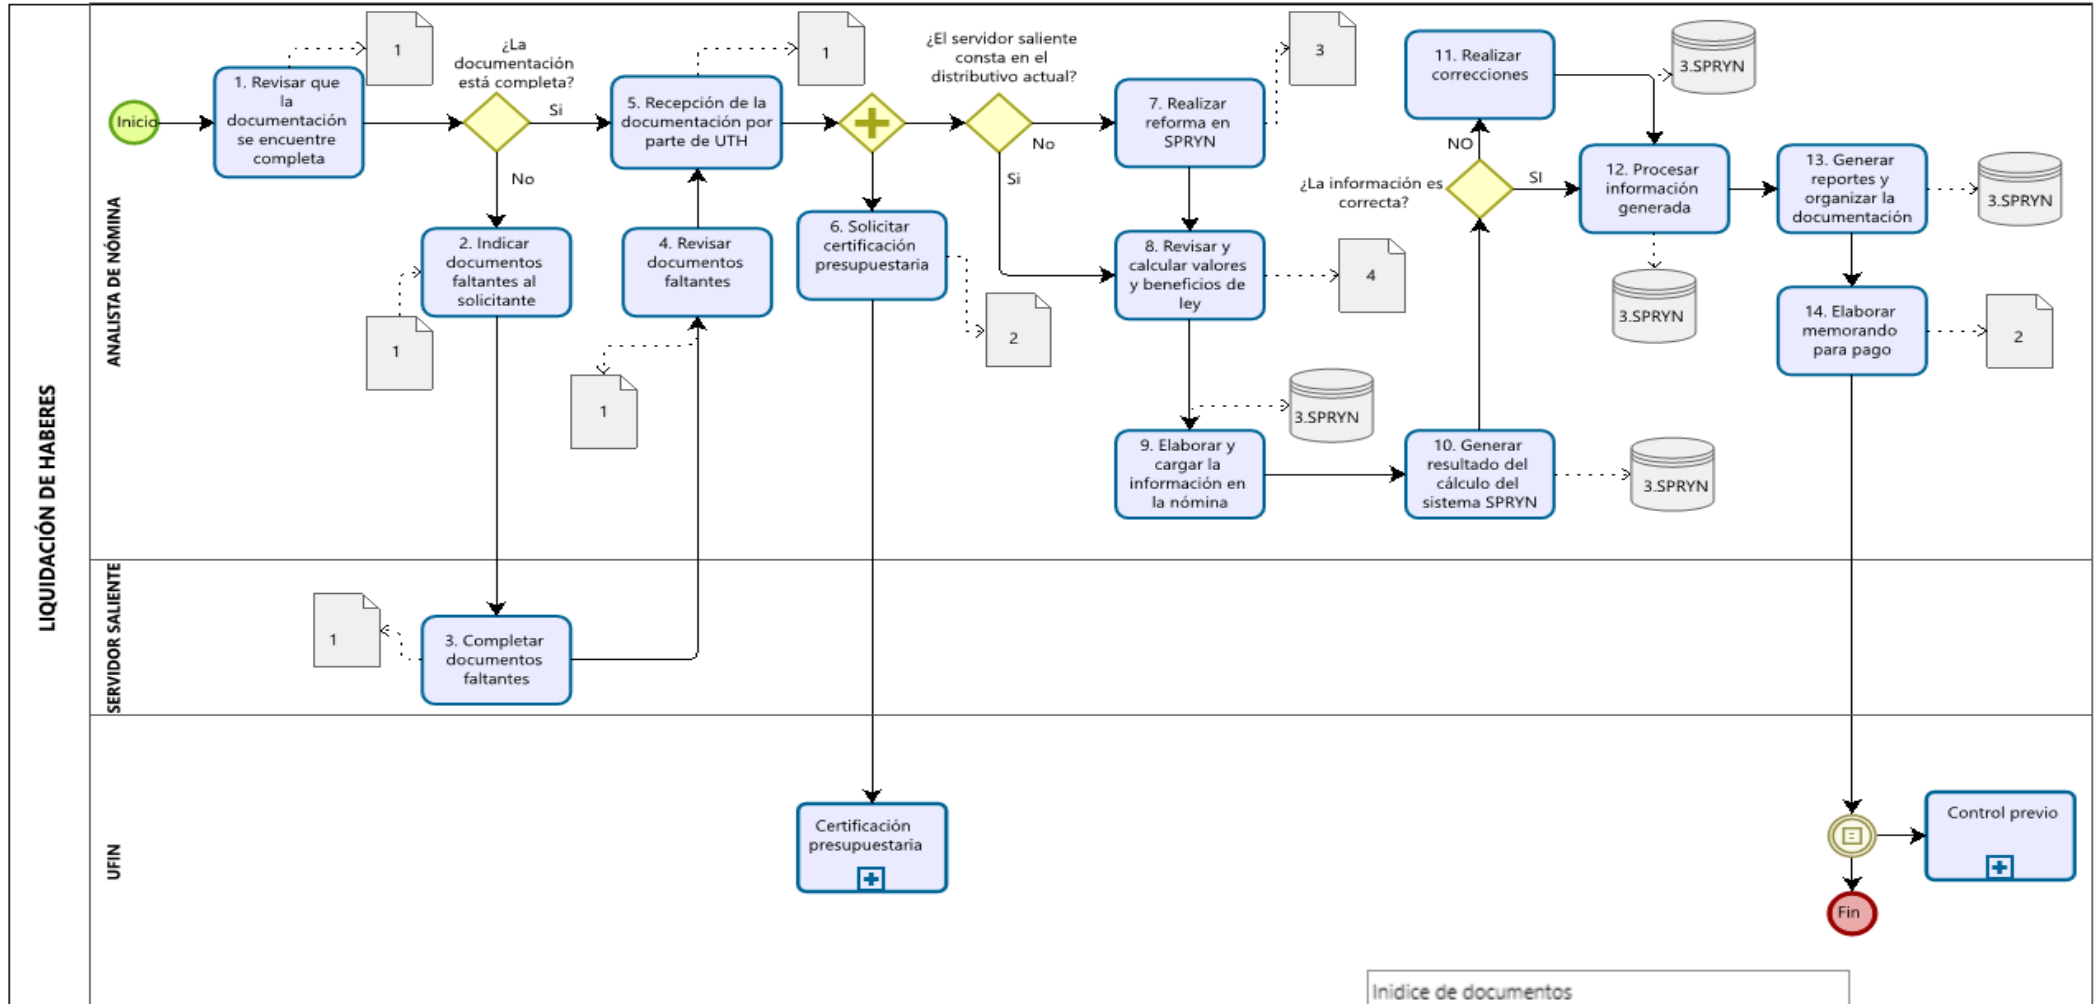 LIQUIDACIÓN DE HABERES
ANALISTA DE NÓMINA
Inicio
1. Revisar que
la
documentación
se encuentre
completa
1
¿La
documentación
está completa?
Si
No
2. Indicar
documentos
faltantes al
solicitante
1
4. Revisar
documentos
faltantes
1
5. Recepción de la
documentación por
parte de UTH
1
6. Solicitar
certificación
presupuestaria
2
¿El servidor saliente
consta en el
distributivo actual?
No
Si
7. Realizar
reforma en
SPRYN
3
8. Revisar y
calcular valores
y beneficios de
ley
4
9. Elaborar y
cargar la
información en
la nómina
3.SPRYN
10. Generar
resultado del
cálculo del
sistema SPRYN
3.SPRYN
¿La información es
correcta?
NO
SI
11. Realizar
correcciones
3.SPRYN
12. Procesar
información
generada
3.SPRYN
13. Generar
reportes y
organizar la
documentación
3.SPRYN
14. Elaborar
memorando
para pago
2
SERVIDOR SALIENTE
1
3. Completar
documentos
faltantes
UFIN
Certificación
presupuestaria
Control previo
Fin
Inidice de documentos